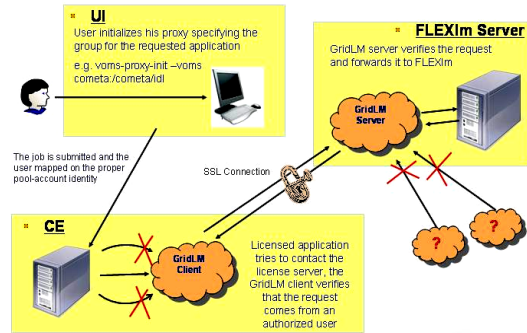 UI
User initializes his proxy specifying the
group for the requested application
e.g. voms-proxy-init –voms
cometa:/cometa/idl
FLEXlm Server
GridLM server verifies the request
and forwards it to FLEXlm
GridLM
Server
The job is submitted and the
user mapped on the proper
pool-account identity
SSL Connection
?
?
CE
GridLM
Client
Licensed application
tries to contact the
license server, the
GridLM client verifies
that the request
comes from an
authorized user